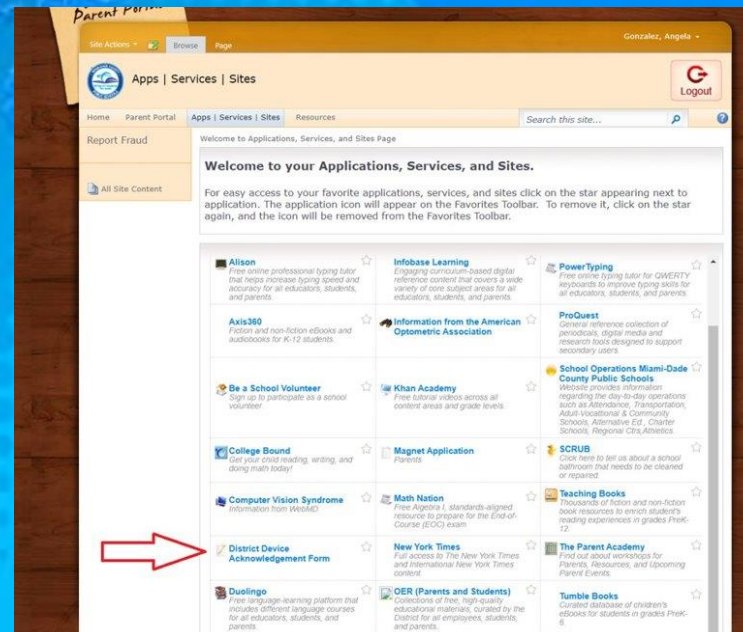 Parent Portal
Site Actions
Browse
Page
Gonzalez, Angela
Apps | Services | Sites
Logout
Home
Parent Portal
Apps | Services | Sites
Resources
Search this site...
Report Fraud
All Site Content
Welcome to Applications, Services, and Sites Page
Welcome to your Applications, Services, and Sites.
For easy access to your favorite applications, services, and sites click on the star appearing next to
application. The application icon will appear on the Favorites Toolbar. To remove it, click on the star
again, and the icon will be removed from the Favorites Toolbar.
Alison
Free online professional typing tutor
that helps increase typing speed and
accuracy for all educators, students,
and parents.
Infobase Learning
Engaging curriculum-based digital
reference content that covers a wide
variety of core subject areas for all
educators, students, and parents
PowerTyping
Free online typing tutor for QWERTY
keyboards to improve typing skills for
all educators, students, and parents
Axis360
Fiction and non-fiction eBooks and
audiobooks for K-12 students.
Information from the American
Optometric Association
ProQuest
General reference collection of
periodicals, digital media and
research tools designed to support
secondary users.
Be a School Volunteer
Sign up to participate as a school
volunteer
Khan Academy
Free tutorial videos across all
content areas and grade levels.
School Operations Miami-Dade
County Public Schools
Website provides information
regarding the day-to-day operations
such as Attendance, Transportation,
Adult-Vocational & Community
Schools, Alternative Ed., Charter
Schools, Regional Ctrs,Athletics.
College Bound
Get your child reading, writing, and
doing math today!
Magnet Application
Parents
SCRUB
Click here to tell us about a school
bathroom that needs to be cleaned
or repaired.
Computer Vision Syndrome
Information from WebMD
Math Nation
Free Algebra I, standards-aligned
resource to prepare for the End-of-
Course (EOC) exam
Teaching Books
Thousands of fiction and non-fiction
book resources to enrich student's
reading experiences in grades PreK-
12.
District Device
Acknowledgement Form
New York Times
Full access to The New York Times
and International New York Times
content
The Parent Academy
Find out about workshops for
Parents, Resources, and Upcoming
Parent Events.
Duolingo
Free language-learning platform that
includes different language courses
for all educators, students, and
parents.
OER (Parents and Students)
Collections of free, high-quality
educational materials, curated by the
District for all employees, students,
and parents.
Tumble Books
Curated database of children's
eBooks for students in grades PreK-
6